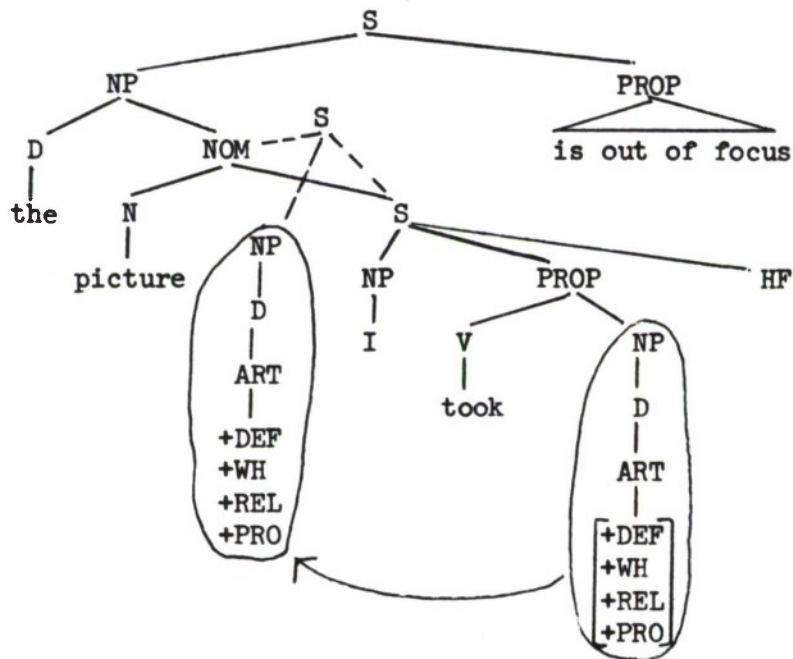 S
NP PROP
S
D NOM is out of focus
the N S
picture NP NP PROP HF
D I V NP
ART took D
+DEF ART
+WH +DEF
+REL +WH
+PRO +REL
+PRO